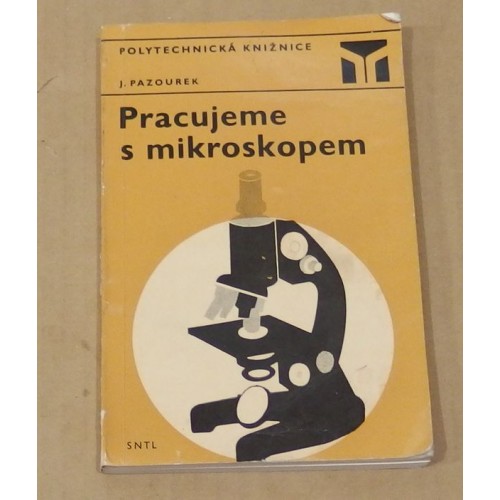 POLYTECHNICKÁ KNIŽNICE
J. PAZOUREK
Pracujeme
s mikroskopem
SNTL